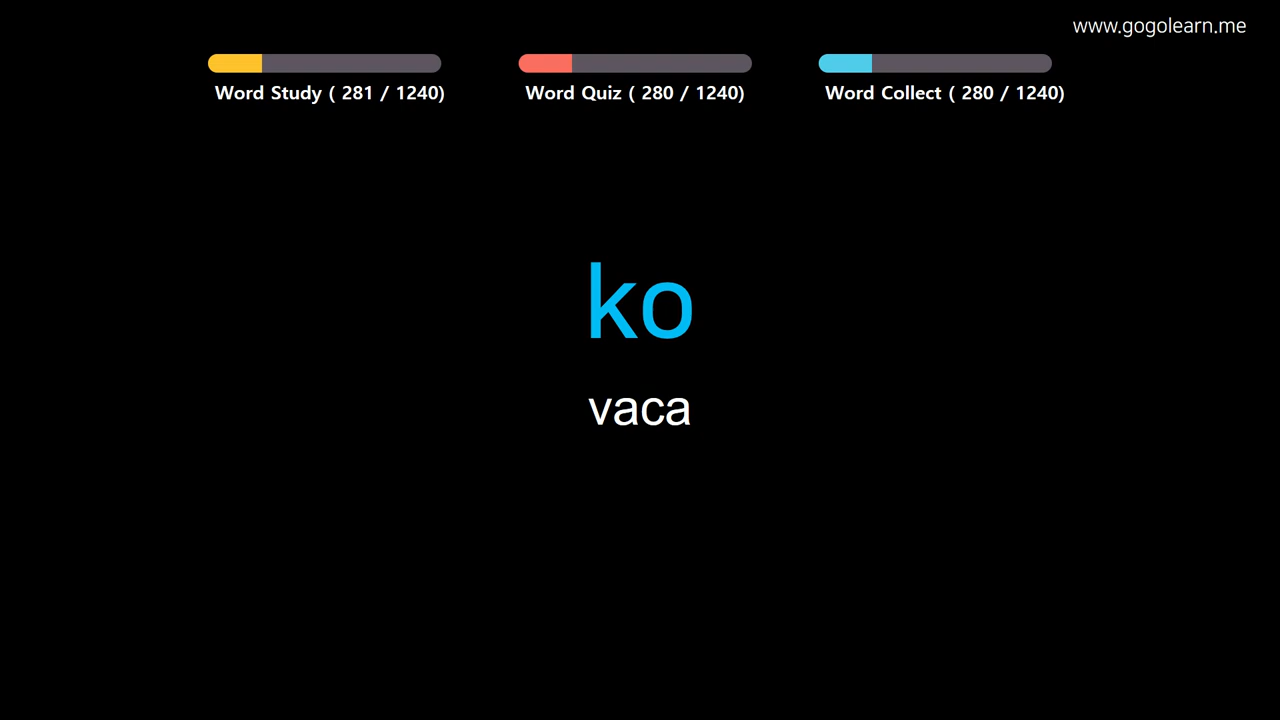 www.gogolearn.me
Word Study ( 281 / 1240)
Word Quiz ( 280 / 1240)
Word Collect ( 280 / 1240)
ko
vaca